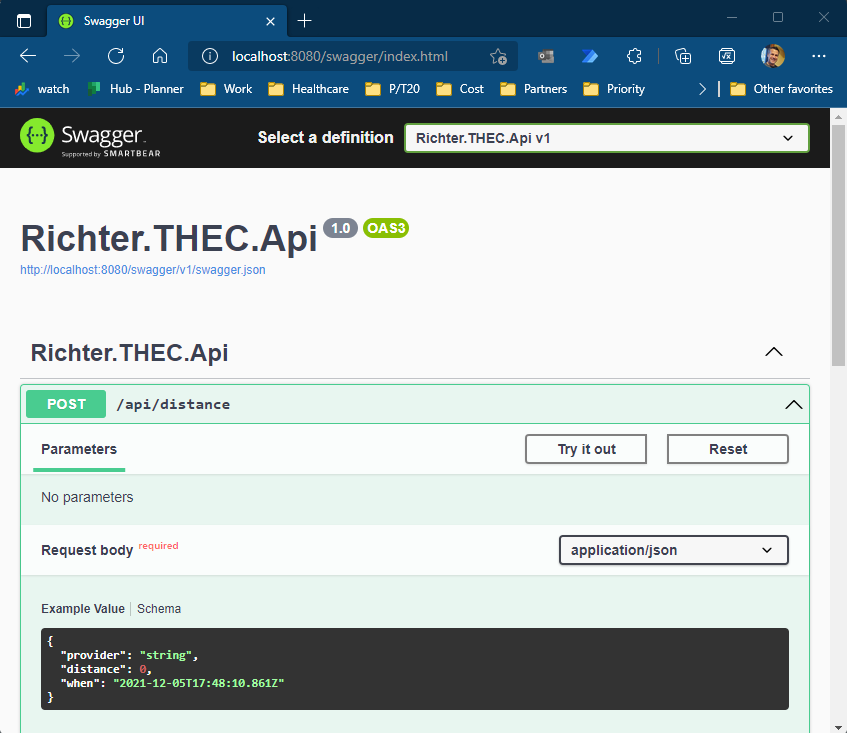 Swagger UI
localhost:8080/swagger/index.html
watch Hub - Planner Work Healthcare P/T20 Cost Partners Priority Other favorites
Swagger. Select a definition Richter.THEC.Api v1
Supported by SMARTBEAR
Richter.THEC.Api 1.0 OAS3
http://localhost:8080/swagger/v1/swagger.json
Richter.THEC.Api
POST /api/distance
Parameters Try it out Reset
No parameters
Request body required application/json
Example Value Schema
{
  "provider": "string",
  "distance": 0,
  "when": "2021-12-05T17:48:10.861Z"
}